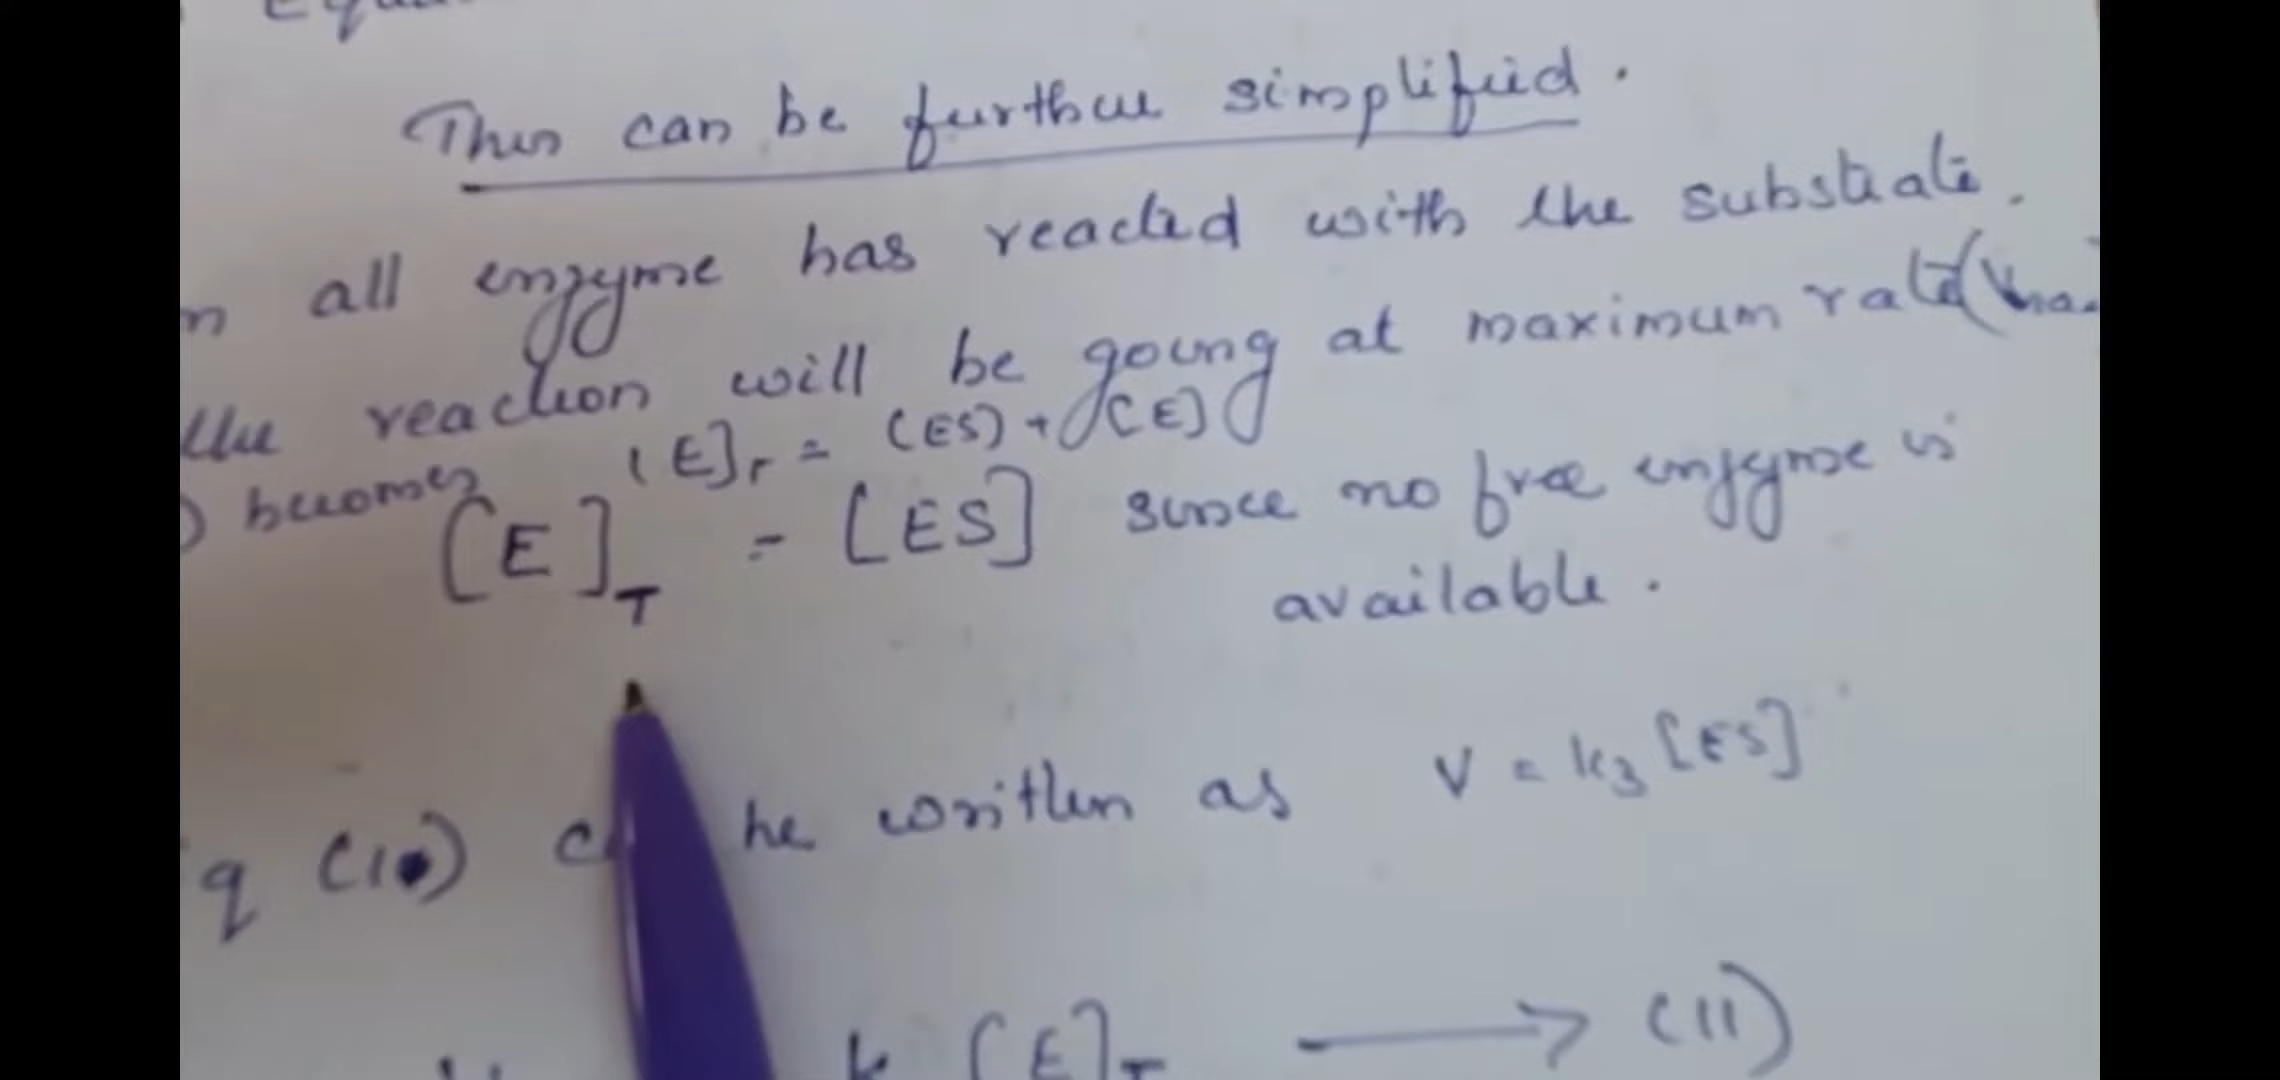 This can be further simplified.
all enzyme has reacted with the substrate.
the reaction will be going at maximum rate (Vma
[E]T = (ES) + [E]
) becomes
[E]T = [ES] since no free enzyme is
available.
q (10) be written as V = k3 [ES]
k [E]T → (11)